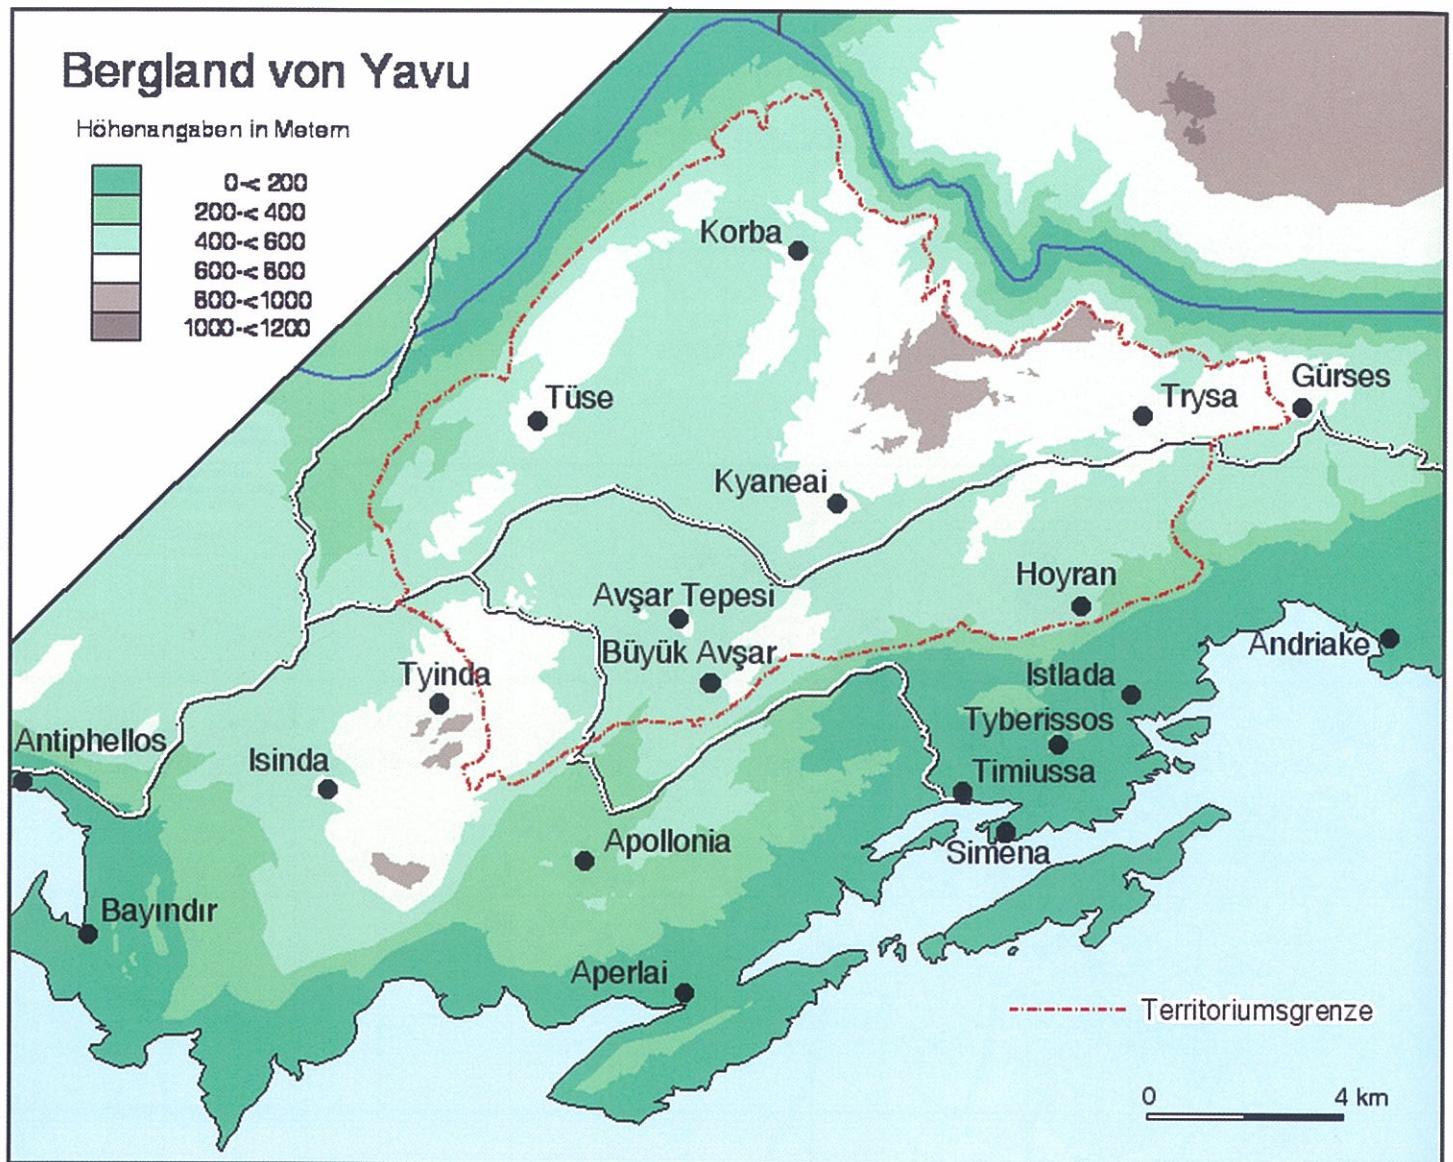 Bergland von Yavu
Höhenangaben in Metern
0-< 200
200-< 400
400-< 600
600-< 800
800-<1000
1000-<1200
Korba
Tüse
Trysa
Gürses
Kyaneai
Hoyran
Avşar Tepesi
Büyük Avşar
Andriake
Tyinda
Istlada
Tyberissos
Antiphellos
Isinda
Timiussa
Apollonia
Simena
Bayındır
Aperlai
Territoriumsgrenze
0 4 km